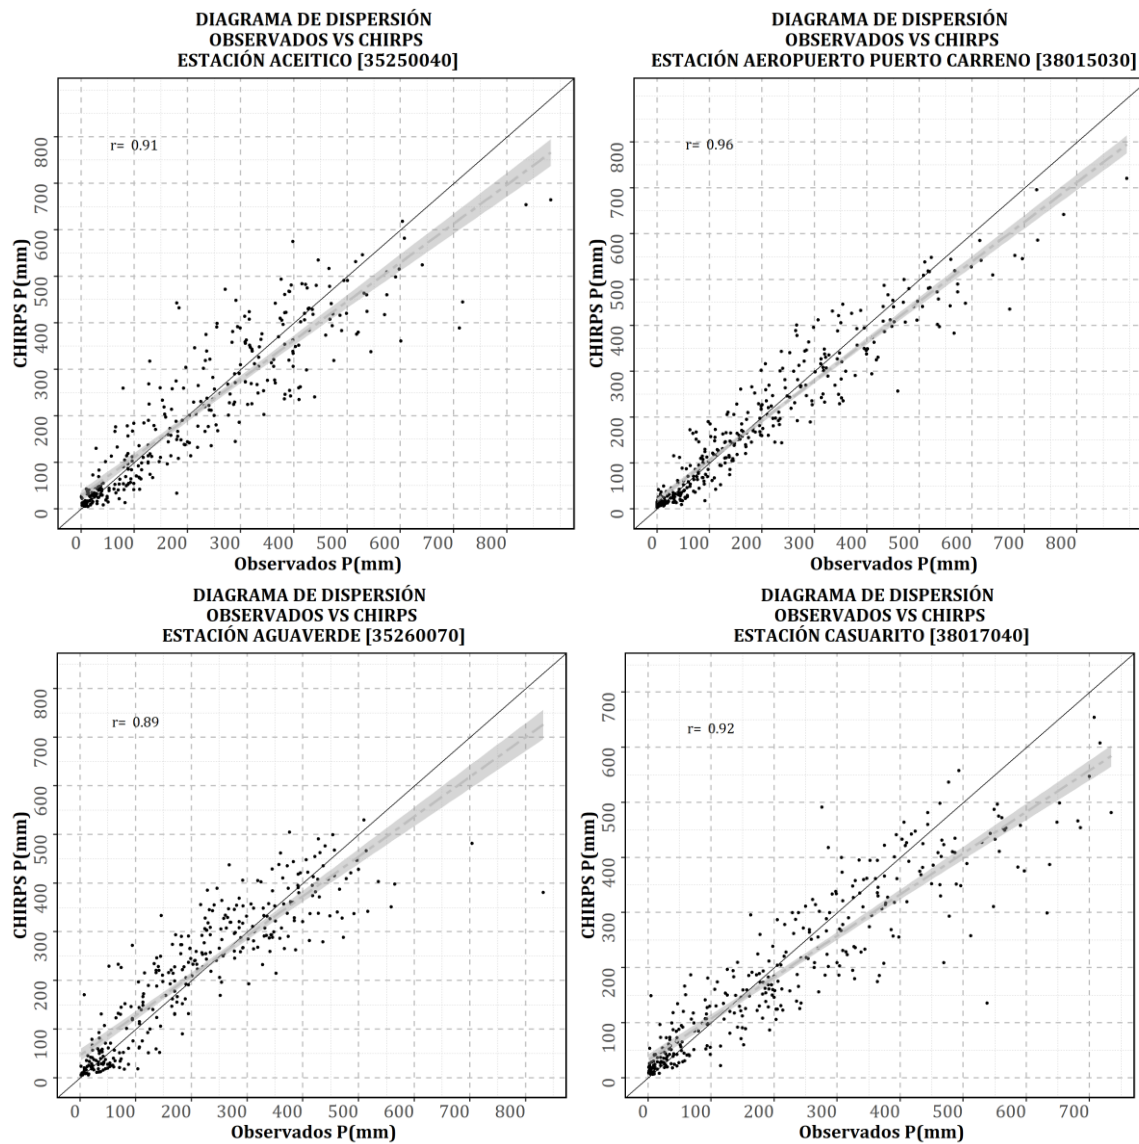 DIAGRAMA DE DISPERSIÓN
OBSERVADOS VS CHIRPS
ESTACIÓN ACEITICO [35250040]
r= 0.91
CHIRPS P(mm)
0 100 200 300 400 500 600 700 800
0 100 200 300 400 500 600 700 800
Observados P(mm)
DIAGRAMA DE DISPERSIÓN
OBSERVADOS VS CHIRPS
ESTACIÓN AEROPUERTO PUERTO CARRENO [38015030]
r= 0.96
CHIRPS P(mm)
0 100 200 300 400 500 600 700 800
0 100 200 300 400 500 600 700 800
Observados P(mm)
DIAGRAMA DE DISPERSIÓN
OBSERVADOS VS CHIRPS
ESTACIÓN AGUAVERDE [35260070]
r= 0.89
CHIRPS P(mm)
0 100 200 300 400 500 600 700 800
0 100 200 300 400 500 600 700 800
Observados P(mm)
DIAGRAMA DE DISPERSIÓN
OBSERVADOS VS CHIRPS
ESTACIÓN CASUARITO [38017040]
r= 0.92
CHIRPS P(mm)
0 100 200 300 400 500 600 700
0 100 200 300 400 500 600 700
Observados P(mm)